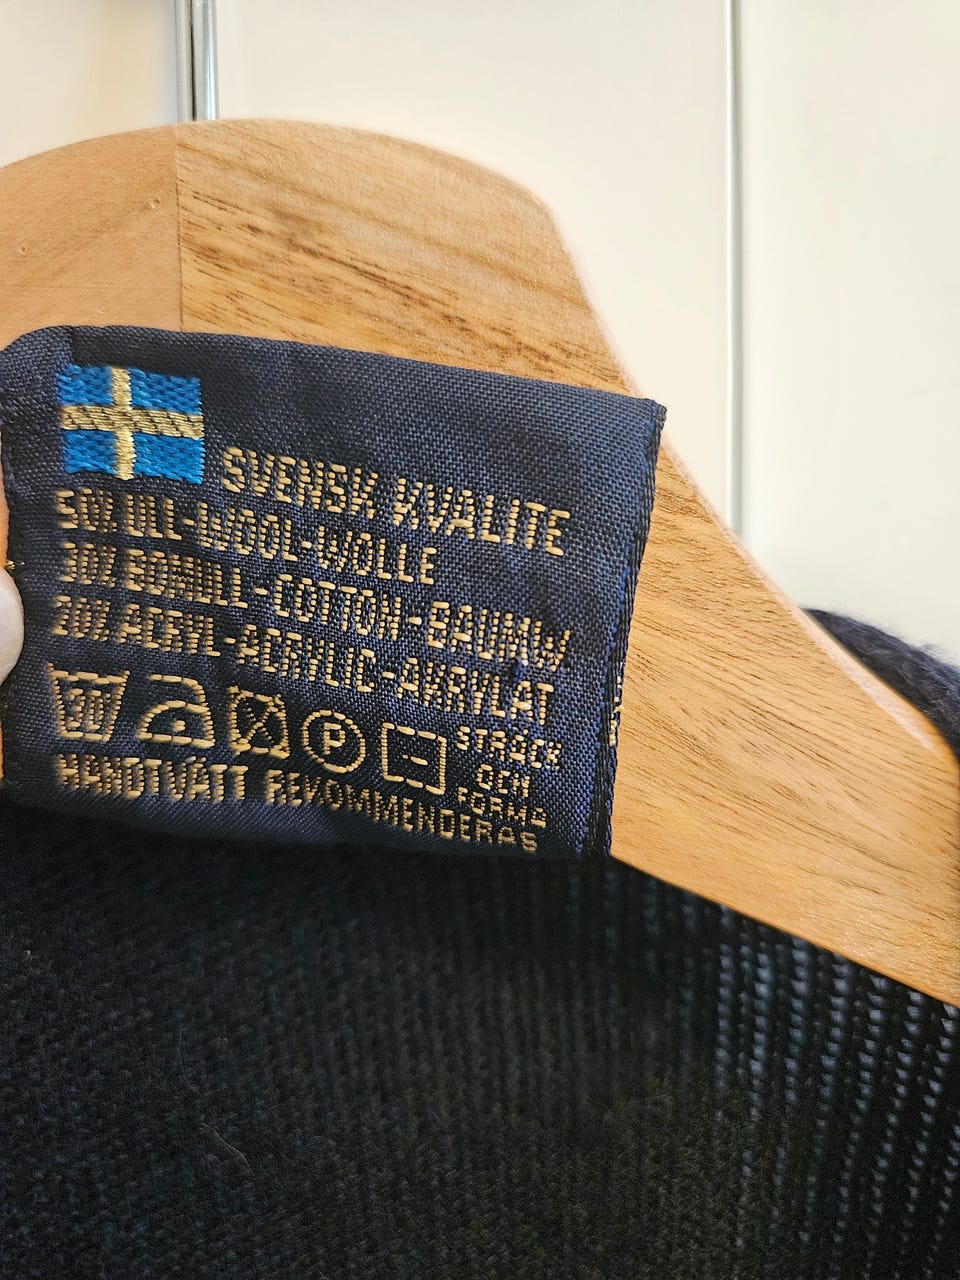 SVENSK KVALITE
50% ULL-WOOL-WOLLE
30% BOMULL-COTTON-BAUMW
20% ACRYL-ACRYLIC-AKRYLAT
30 P STRÄCK
OCH
FORMA
HANDTVÄTT REKOMMENDERAS